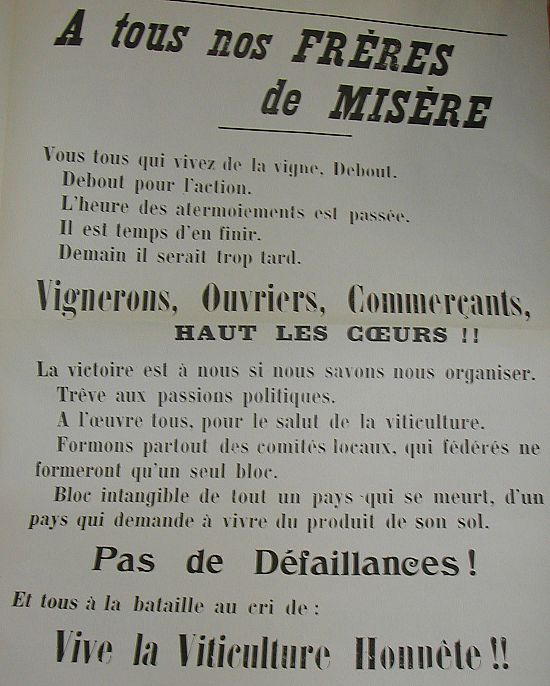 A tous nos FRÈRES
de MISÈRE
Vous tous qui vivez de la vigne, Debout.
Debout pour l'action.
L'heure des atermoiements est passée.
Il est temps d'en finir.
Demain il serait trop tard.
Vignerons, Ouvriers, Commerçants,
HAUT LES CŒURS !!
La victoire est à nous si nous savons nous organiser.
Trêve aux passions politiques.
A l'œuvre tous, pour le salut de la viticulture.
Formons partout des comités locaux, qui fédérés ne
formeront qu'un seul bloc.
Bloc intangible de tout un pays qui se meurt, d'un
pays qui demande à vivre du produit de son sol.
Pas de Défaillances !
Et tous à la bataille au cri de :
Vive la Viticulture Honnête !!